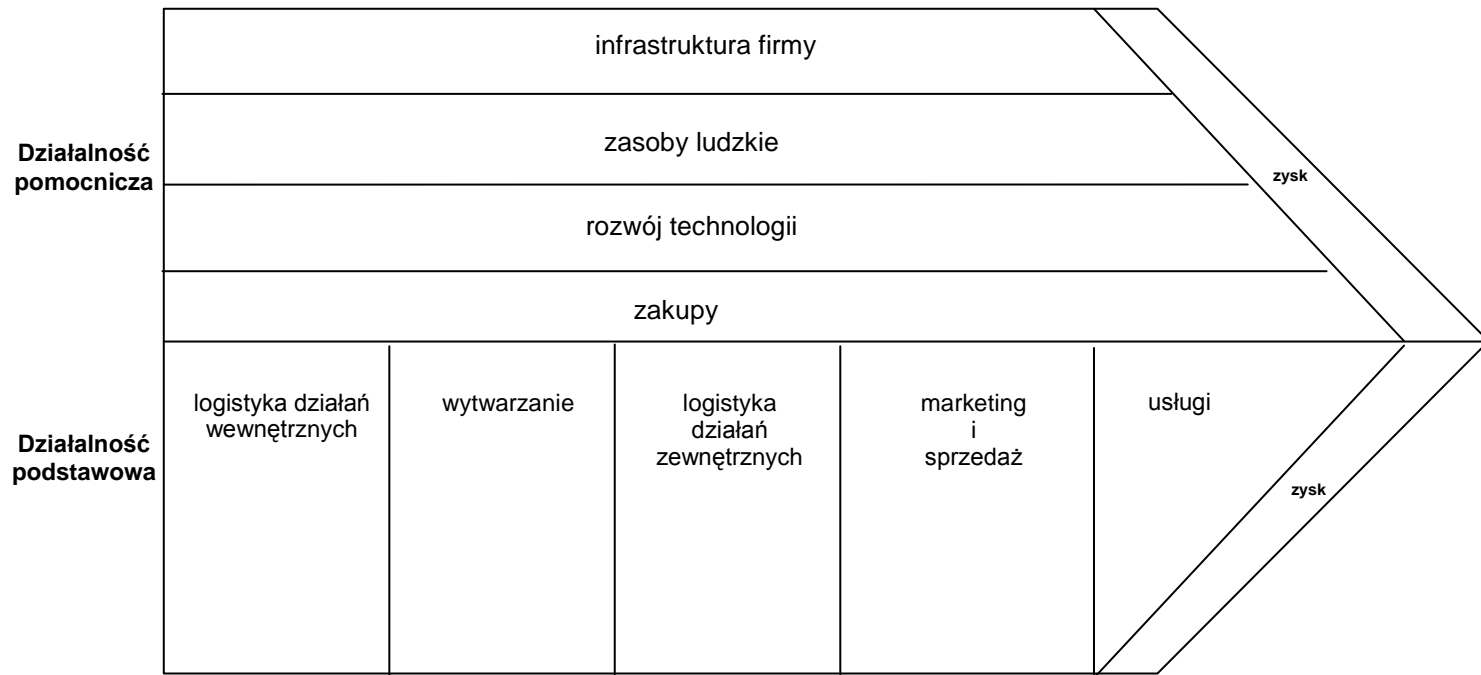 infrastruktura firmy
Działalność
pomocnicza
zasoby ludzkie
zysk
rozwój technologii
zakupy
Działalność
podstawowa
logistyka działań
wewnętrznych
wytwarzanie
logistyka
działań
zewnętrznych
marketing
i
sprzedaż
usługi
zysk